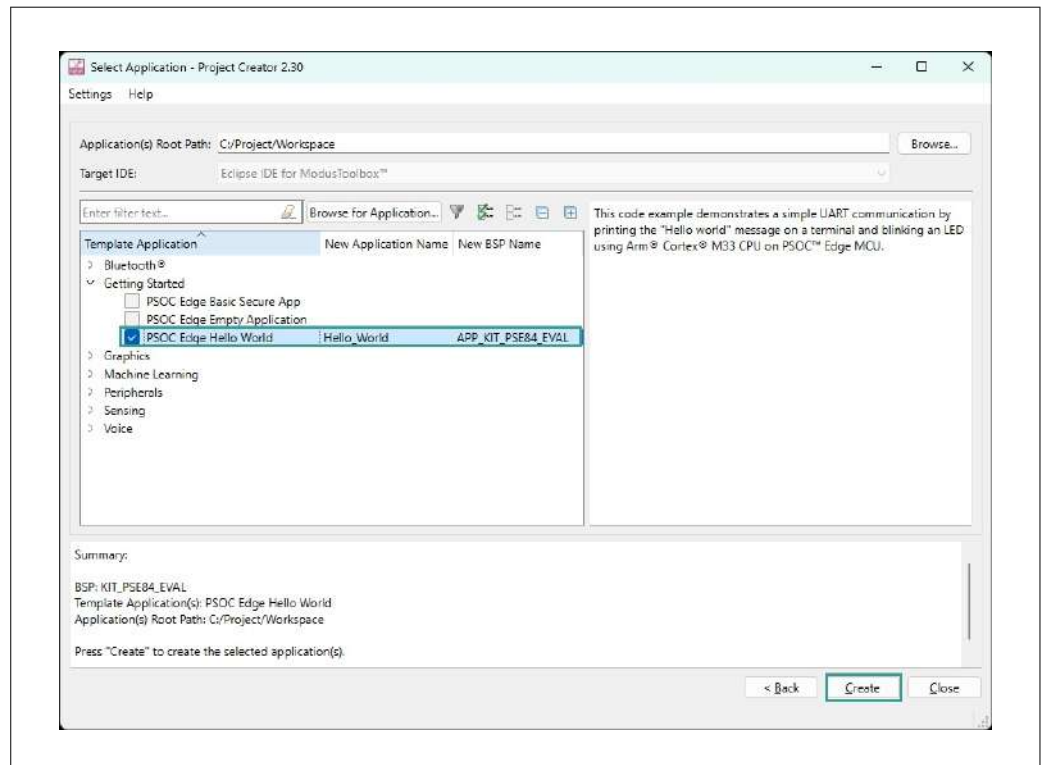 Select Application - Project Creator 2.30
Settings Help
Application(s) Root Path: C:/Project/Workspace Browse...
Target IDE: Eclipse IDE for ModusToolbox™
Enter filter text... Browse for Application...
Template Application New Application Name New BSP Name
Bluetooth®
Getting Started
PSOC Edge Basic Secure App
PSOC Edge Empty Application
PSOC Edge Hello World Hello_World APP_KIT_PSE84_EVAL
Graphics
Machine Learning
Peripherals
Sensing
Voice
This code example demonstrates a simple UART communication by
printing the "Hello world" message on a terminal and blinking an LED
using Arm® Cortex® M33 CPU on PSOC™ Edge MCU.
Summary:
BSP: KIT_PSE84_EVAL
Template Application(s): PSOC Edge Hello World
Application(s) Root Path: C:/Project/Workspace
Press "Create" to create the selected application(s).
< Back Create Close